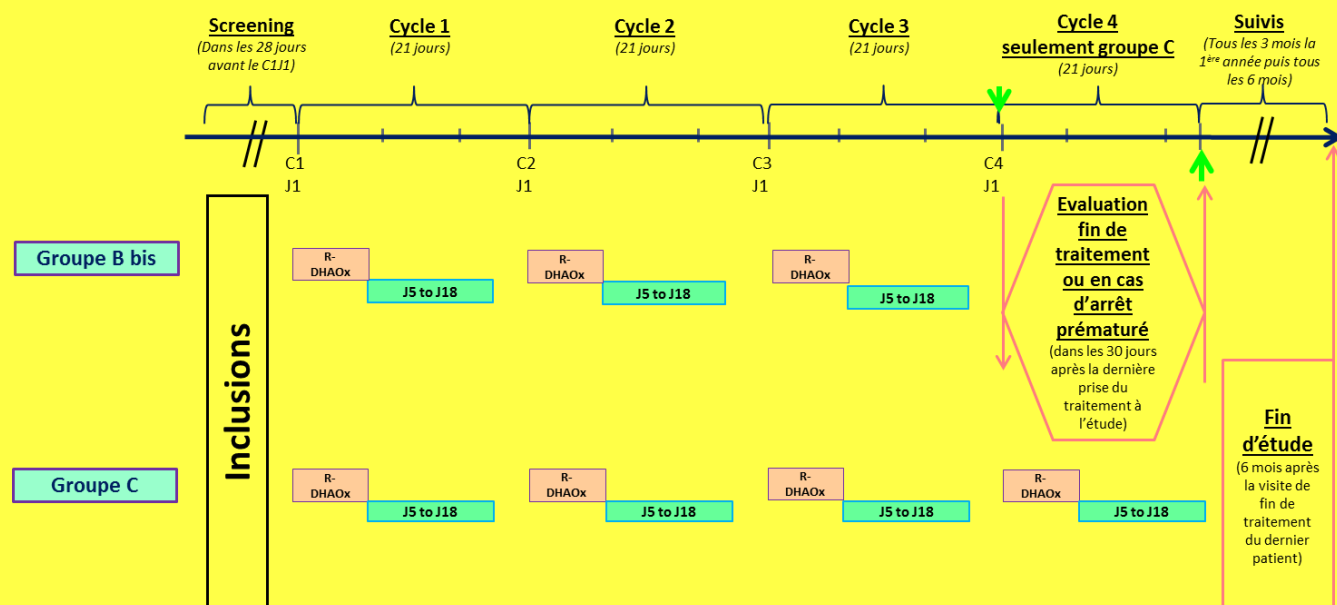 Screening
(Dans les 28 jours
avant le C1J1)
Cycle 1
(21 jours)
Cycle 2
(21 jours)
Cycle 3
(21 jours)
Cycle 4
seulement groupe C
(21 jours)
Suivis
(Tous les 3 mois la
1ère année puis tous
les 6 mois)
C1
J1
C2
J1
C3
J1
C4
J1
Inclusions
Groupe B bis
R-
DHAOx
J5 to J18
R-
DHAOx
J5 to J18
R-
DHAOx
J5 to J18
Evaluation
fin de
traitement
ou en cas
d’arrêt
prématuré
(dans les 30 jours
après la dernière
prise du
traitement à
l’étude)
Groupe C
R-
DHAOx
J5 to J18
R-
DHAOx
J5 to J18
R-
DHAOx
J5 to J18
R-
DHAOx
J5 to J18
Fin
d’étude
(6 mois après
la visite de
fin de
traitement
du dernier
patient)